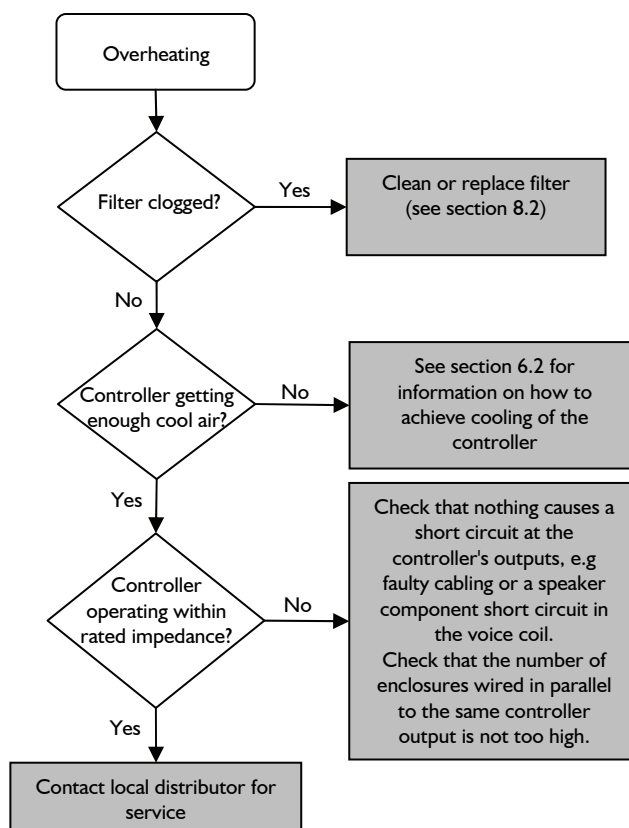 Overheating
Filter clogged?
Yes
Clean or replace filter
(see section 8.2)
No
Controller getting
enough cool air?
No
See section 6.2 for
information on how to
achieve cooling of the
controller
Yes
Controller
operating within
rated impedance?
No
Check that nothing causes a
short circuit at the
controller's outputs, e.g
faulty cabling or a speaker
component short circuit in
the voice coil.
Check that the number of
enclosures wired in parallel
to the same controller
output is not too high.
Yes
Contact local distributor for
service